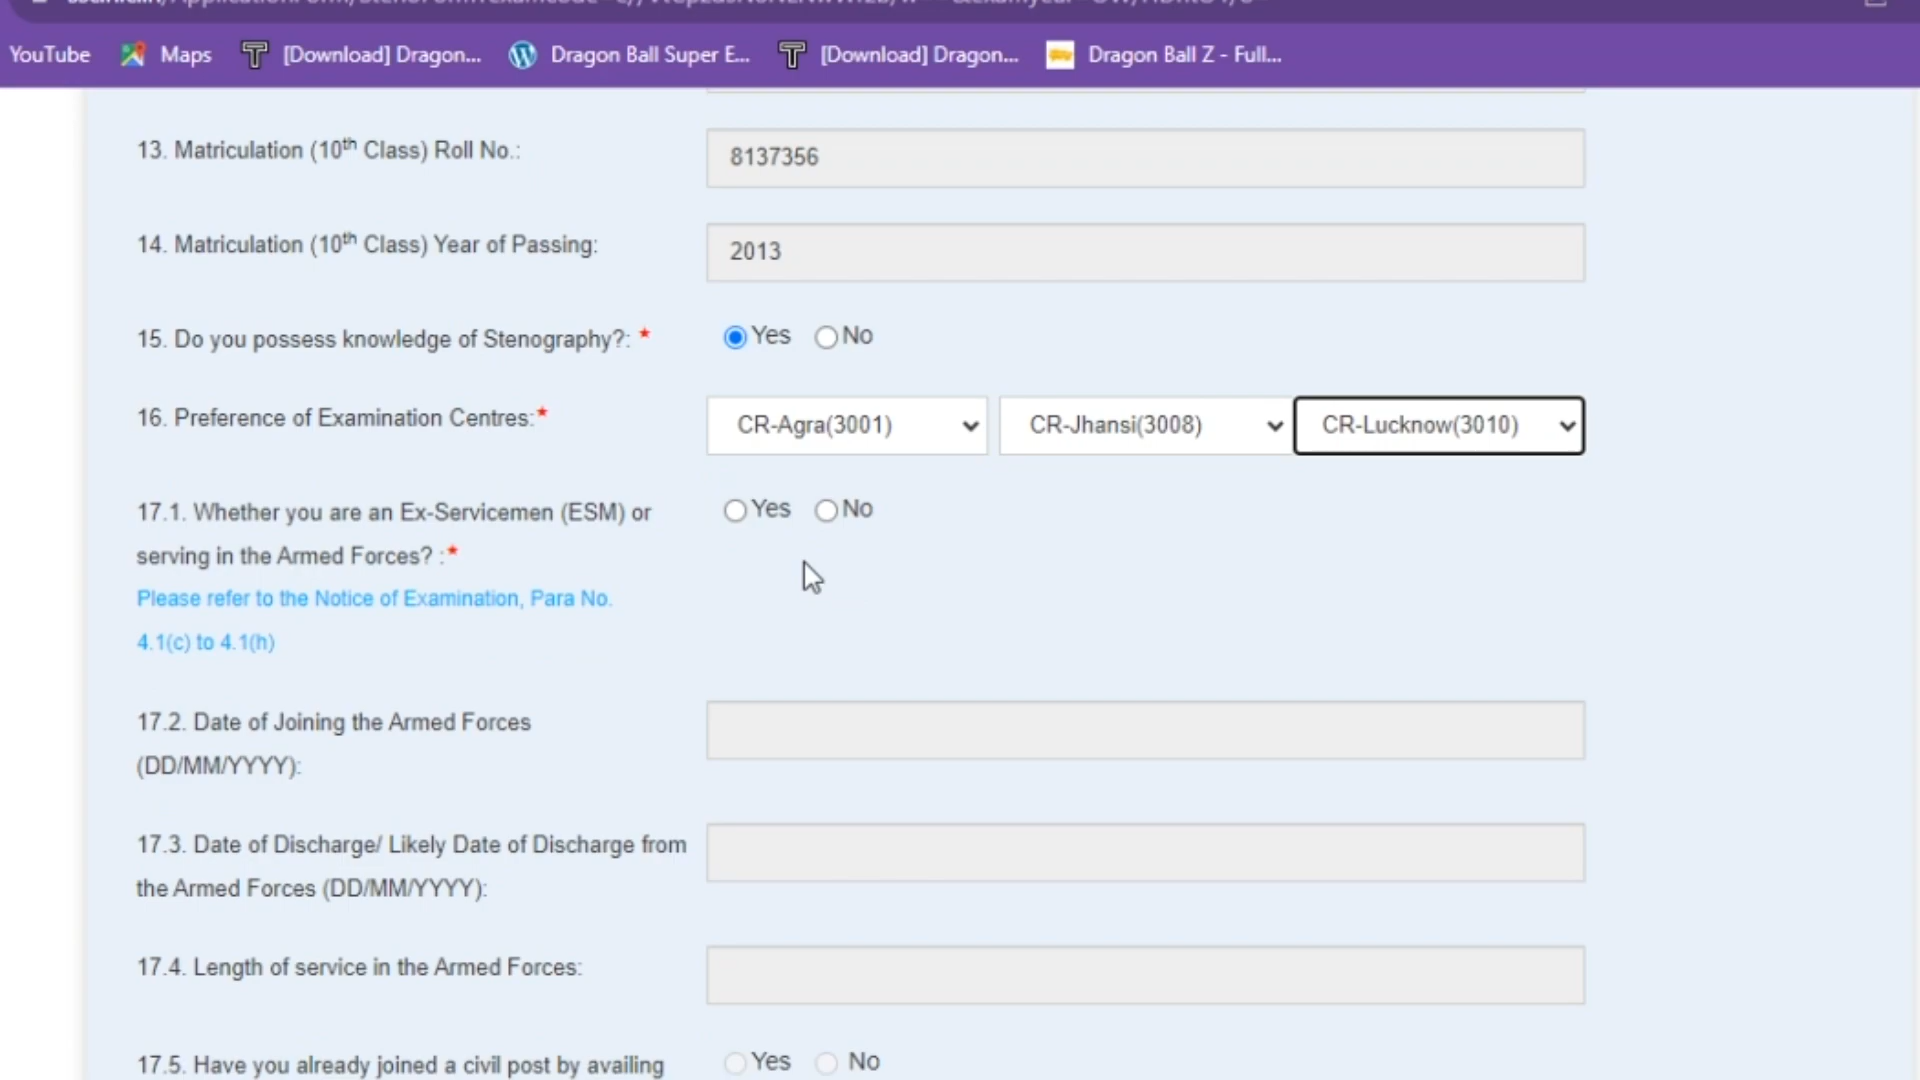 YouTube Maps [Download] Dragon... Dragon Ball Super E... [Download] Dragon... Dragon Ball Z - Full...
13. Matriculation (10th Class) Roll No.: 8137356
14. Matriculation (10th Class) Year of Passing: 2013
15. Do you possess knowledge of Stenography?: * Yes No
16. Preference of Examination Centres:* CR-Agra(3001) CR-Jhansi(3008) CR-Lucknow(3010)
17.1. Whether you are an Ex-Servicemen (ESM) or Yes No
serving in the Armed Forces? :*
Please refer to the Notice of Examination, Para No.
4.1(c) to 4.1(h)
17.2. Date of Joining the Armed Forces
(DD/MM/YYYY):
17.3. Date of Discharge/ Likely Date of Discharge from
the Armed Forces (DD/MM/YYYY):
17.4. Length of service in the Armed Forces:
17.5. Have you already joined a civil post by availing Yes No